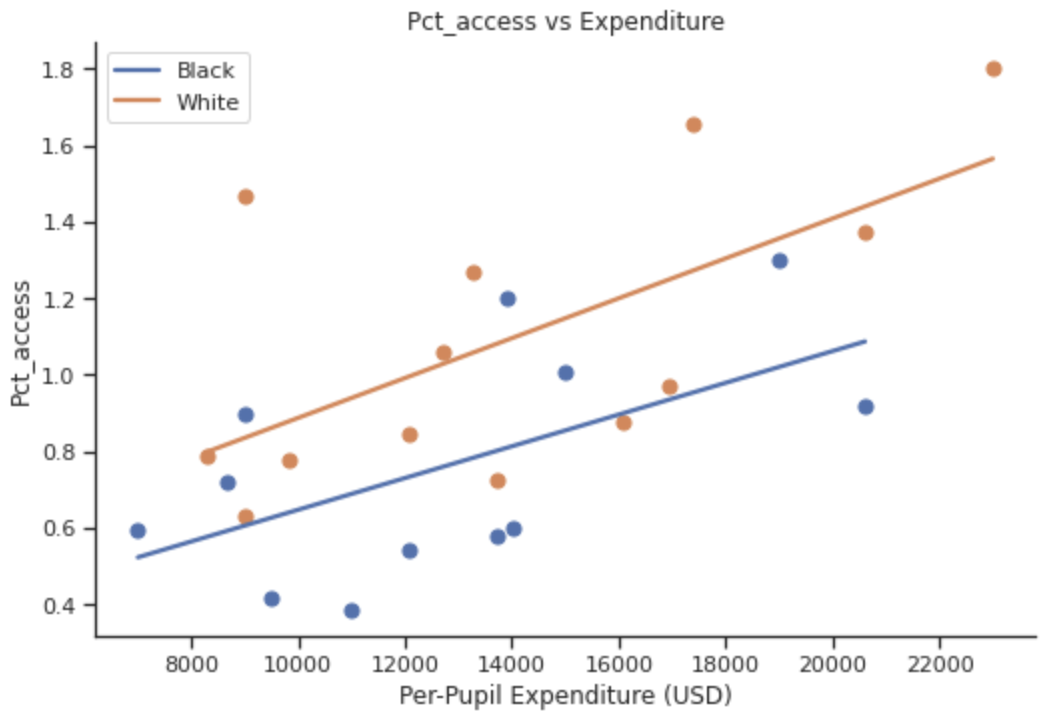 Pct_access vs Expenditure
Black
White
1.8
1.6
1.4
1.2
1.0
0.8
0.6
0.4
Pct_access
8000 10000 12000 14000 16000 18000 20000 22000
Per-Pupil Expenditure (USD)